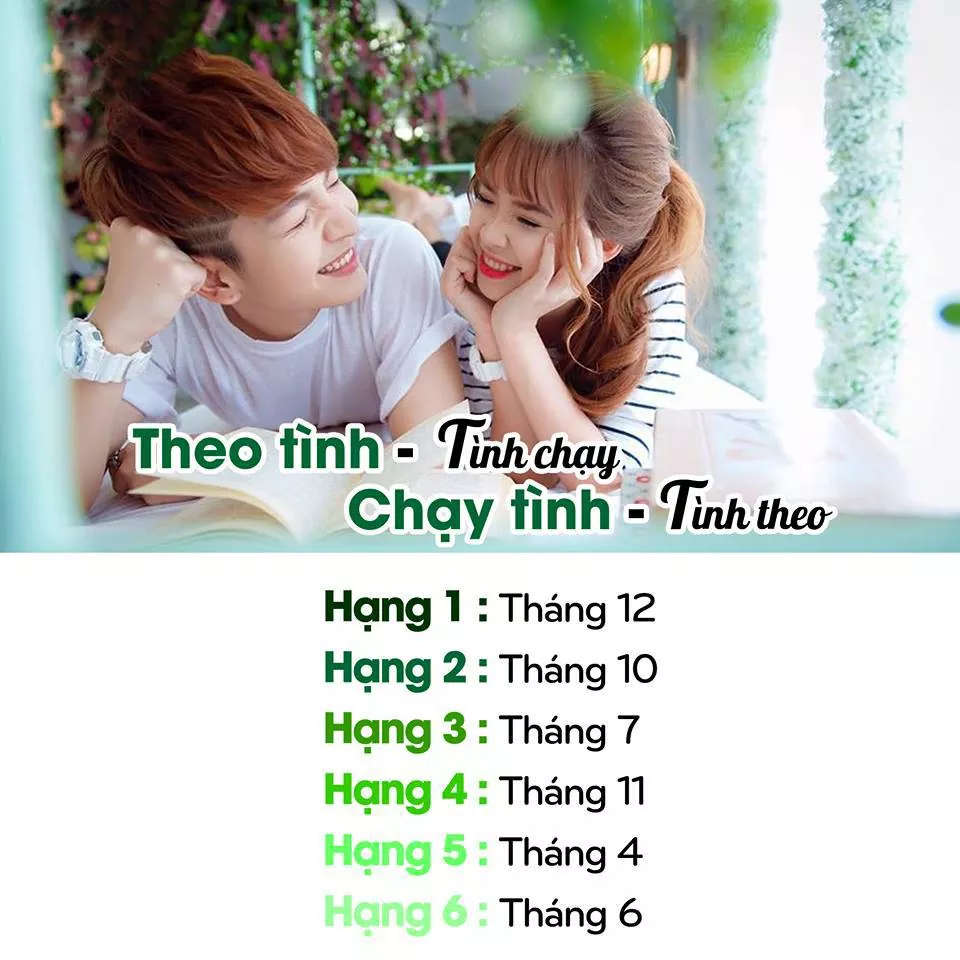 Theo tình - Tình chạy
Chạy tình - Tình theo
Hạng 1 : Tháng 12
Hạng 2 : Tháng 10
Hạng 3 : Tháng 7
Hạng 4 : Tháng 11
Hạng 5 : Tháng 4
Hạng 6 : Tháng 6